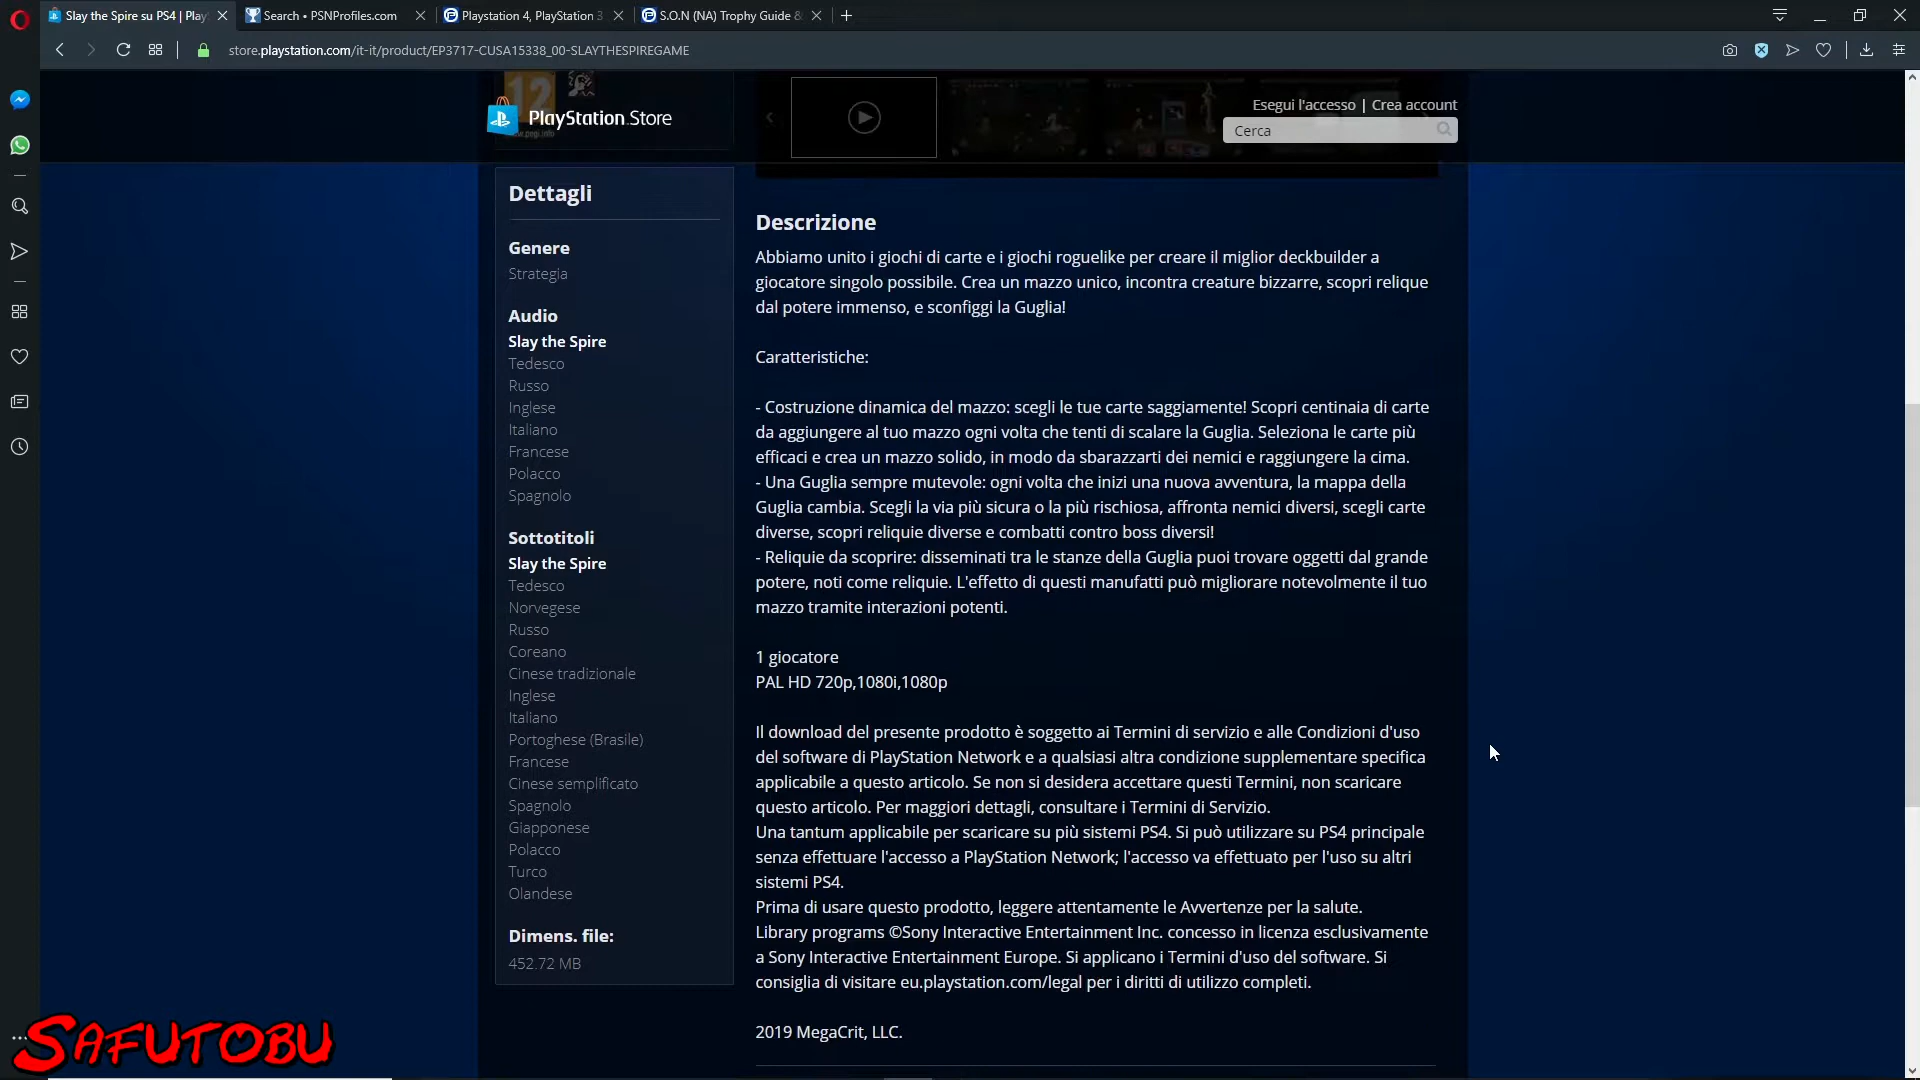 Slay the Spire su PS4 | Play
Search • PSNProfiles.com
Playstation 4, PlayStation 3
S.O.N (NA) Trophy Guide &
store.playstation.com/it-it/product/EP3717-CUSA15338_00-SLAYTHESPIREGAME
12
www.pegi.info
PlayStation Store
Esegui l'accesso | Crea account
Cerca
Dettagli
Genere
Strategia
Audio
Slay the Spire
Tedesco
Russo
Inglese
Italiano
Francese
Polacco
Spagnolo
Sottotitoli
Slay the Spire
Tedesco
Norvegese
Russo
Coreano
Cinese tradizionale
Inglese
Italiano
Portoghese (Brasile)
Francese
Cinese semplificato
Spagnolo
Giapponese
Polacco
Turco
Olandese
Dimens. file:
452.72 MB
Descrizione
Abbiamo unito i giochi di carte e i giochi roguelike per creare il miglior deckbuilder a
giocatore singolo possibile. Crea un mazzo unico, incontra creature bizzarre, scopri relique
dal potere immenso, e sconfiggi la Guglia!
Caratteristiche:
- Costruzione dinamica del mazzo: scegli le tue carte saggiamente! Scopri centinaia di carte
da aggiungere al tuo mazzo ogni volta che tenti di scalare la Guglia. Seleziona le carte più
efficaci e crea un mazzo solido, in modo da sbarazzarti dei nemici e raggiungere la cima.
- Una Guglia sempre mutevole: ogni volta che inizi una nuova avventura, la mappa della
Guglia cambia. Scegli la via più sicura o la più rischiosa, affronta nemici diversi, scegli carte
diverse, scopri reliquie diverse e combatti contro boss diversi!
- Reliquie da scoprire: disseminati tra le stanze della Guglia puoi trovare oggetti dal grande
potere, noti come reliquie. L'effetto di questi manufatti può migliorare notevolmente il tuo
mazzo tramite interazioni potenti.
1 giocatore
PAL HD 720p,1080i,1080p
Il download del presente prodotto è soggetto ai Termini di servizio e alle Condizioni d'uso
del software di PlayStation Network e a qualsiasi altra condizione supplementare specifica
applicabile a questo articolo. Se non si desidera accettare questi Termini, non scaricare
questo articolo. Per maggiori dettagli, consultare i Termini di Servizio.
Una tantum applicabile per scaricare su più sistemi PS4. Si può utilizzare su PS4 principale
senza effettuare l'accesso a PlayStation Network; l'accesso va effettuato per l'uso su altri
sistemi PS4.
Prima di usare questo prodotto, leggere attentamente le Avvertenze per la salute.
Library programs ©Sony Interactive Entertainment Inc. concesso in licenza esclusivamente
a Sony Interactive Entertainment Europe. Si applicano i Termini d'uso del software. Si
consiglia di visitare eu.playstation.com/legal per i diritti di utilizzo completi.
2019 MegaCrit, LLC.
SAFUTOBU